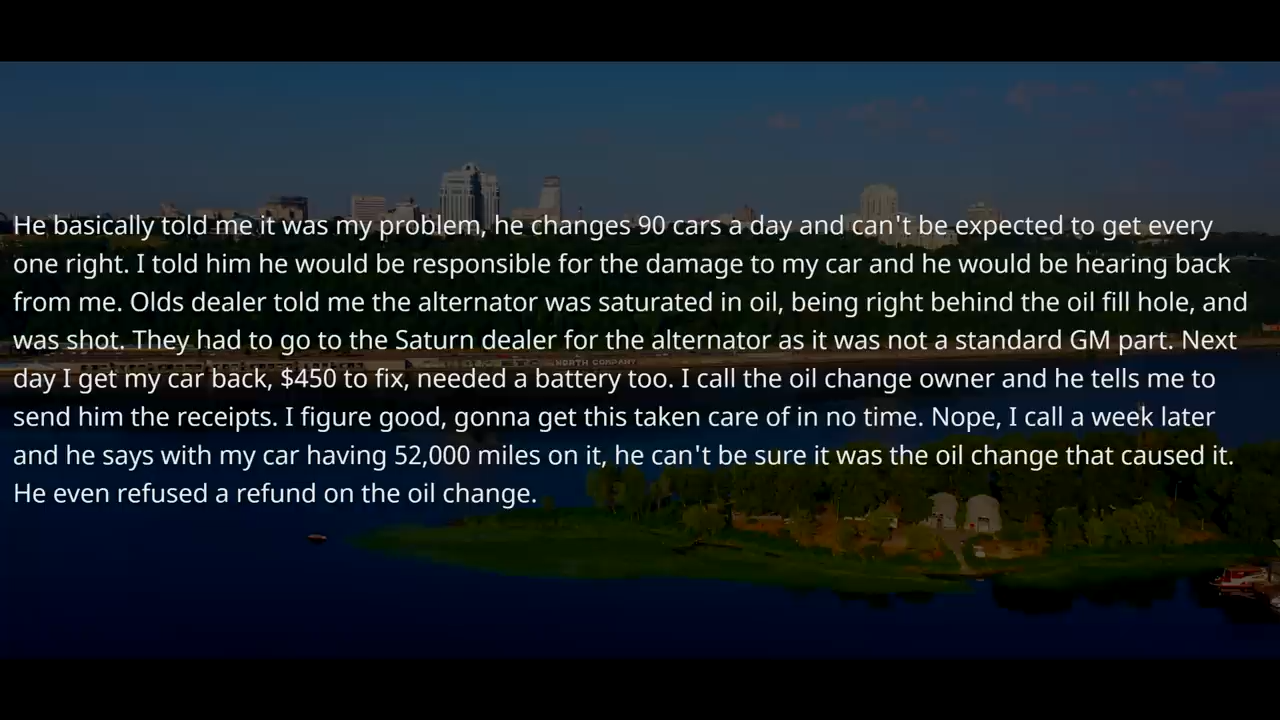 He basically told me it was my problem, he changes 90 cars a day and can't be expected to get every
one right. I told him he would be responsible for the damage to my car and he would be hearing back
from me. Olds dealer told me the alternator was saturated in oil, being right behind the oil fill hole, and
was shot. They had to go to the Saturn dealer for the alternator as it was not a standard GM part. Next
NORTH COMPANY
day I get my car back, $450 to fix, needed a battery too. I call the oil change owner and he tells me to
send him the receipts. I figure good, gonna get this taken care of in no time. Nope, I call a week later
and he says with my car having 52,000 miles on it, he can't be sure it was the oil change that caused it.
He even refused a refund on the oil change.